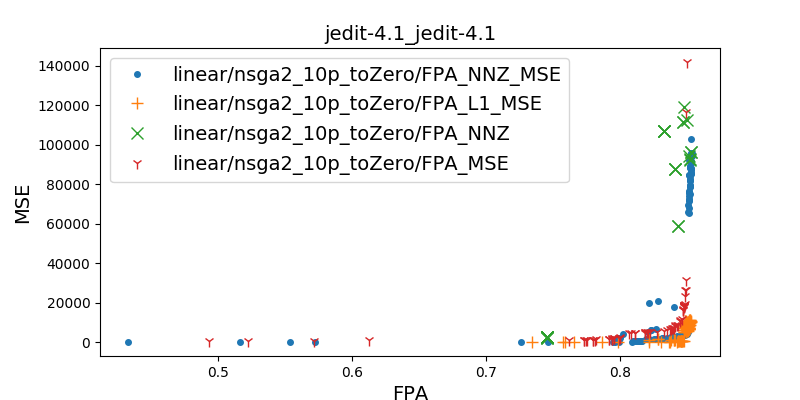 jedit-4.1_jedit-4.1
linear/nsga2_10p_toZero/FPA_NNZ_MSE
linear/nsga2_10p_toZero/FPA_L1_MSE
linear/nsga2_10p_toZero/FPA_NNZ
linear/nsga2_10p_toZero/FPA_MSE
MSE
140000
120000
100000
80000
60000
40000
20000
0
0.5 0.6 0.7 0.8
FPA